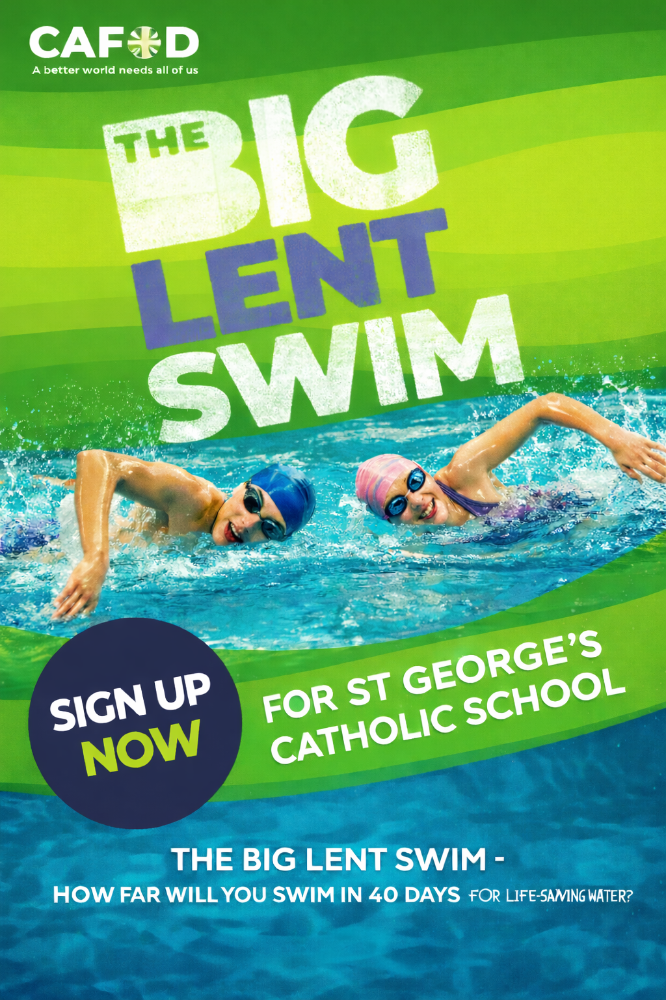 CAFOD
A better world needs all of us
THE
BIG
LENT
SWIM
SIGN UP
NOW
FOR ST GEORGE'S
CATHOLIC SCHOOL
THE BIG LENT SWIM -
HOW FAR WILL YOU SWIM IN 40 DAYS FOR LIFE-SAVING WATER?